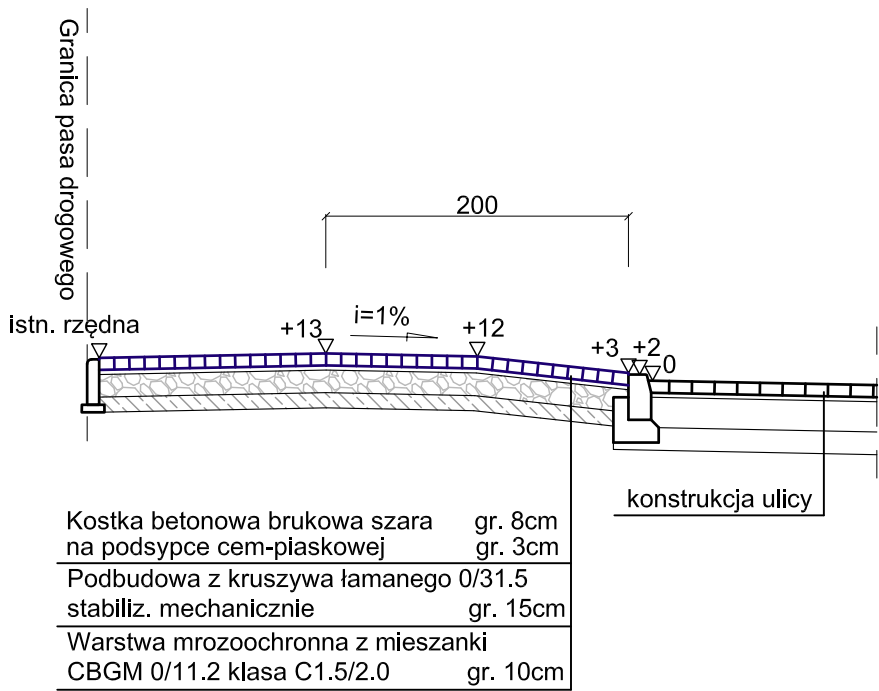 Granica pasa drogowego
200
istn. rzędna
+13
i=1%
+12
+3
+2
0
konstrukcja ulicy
Kostka betonowa brukowa szara gr. 8cm
na podsypce cem-piaskowej gr. 3cm
Podbudowa z kruszywa łamanego 0/31.5
stabiliz. mechanicznie gr. 15cm
Warstwa mrozoochronna z mieszanki
CBGM 0/11.2 klasa C1.5/2.0 gr. 10cm